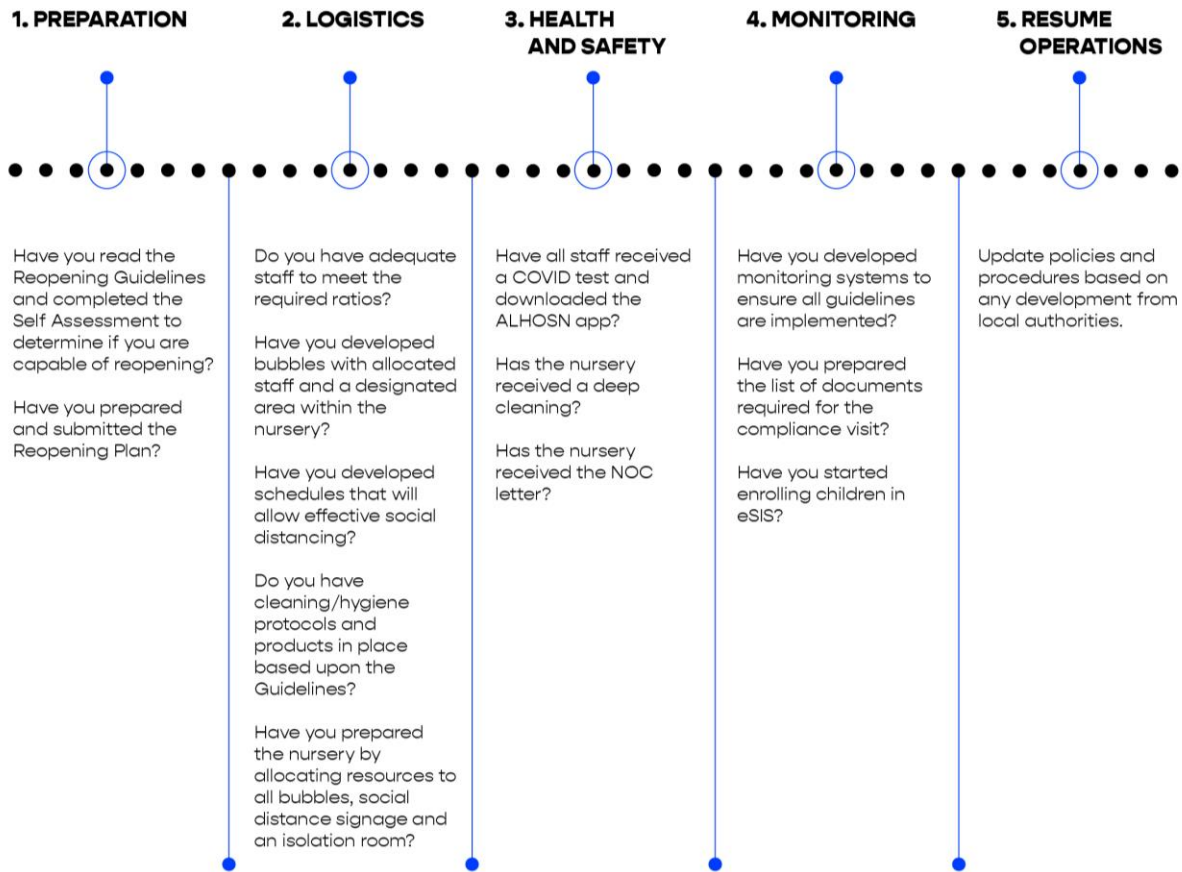 1. PREPARATION
Have you read the
Reopening Guidelines
and completed the
Self Assessment to
determine if you are
capable of reopening?
Have you prepared
and submitted the
Reopening Plan?
2. LOGISTICS
Do you have adequate
staff to meet the
required ratios?
Have you developed
bubbles with allocated
staff and a designated
area within the
nursery?
Have you developed
schedules that will
allow effective social
distancing?
Do you have
cleaning/hygiene
protocols and
products in place
based upon the
Guidelines?
Have you prepared
the nursery by
allocating resources to
all bubbles, social
distance signage and
an isolation room?
3. HEALTH
AND SAFETY
Have all staff received
a COVID test and
downloaded the
ALHOSN app?
Has the nursery
received a deep
cleaning?
Has the nursery
received the NOC
letter?
4. MONITORING
Have you developed
monitoring systems to
ensure all guidelines
are implemented?
Have you prepared
the list of documents
required for the
compliance visit?
Have you started
enrolling children in
eSIS?
5. RESUME
OPERATIONS
Update policies and
procedures based on
any development from
local authorities.